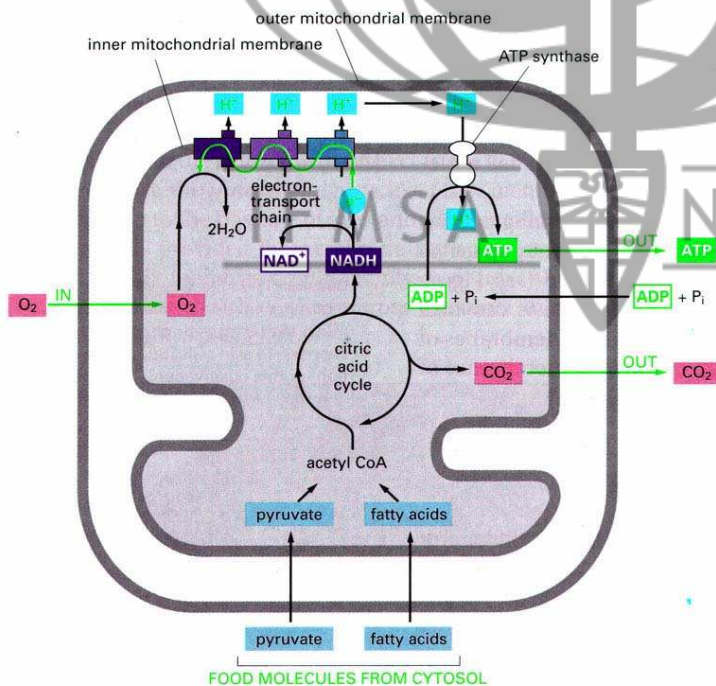 outer mitochondrial membrane
inner mitochondrial membrane
ATP synthase
H⁺
H⁺
H⁺
H⁺
electron-
transport
chain
2H₂O
IFMSA
N
NAD⁺
NADH
ATP
OUT
ATP
O₂
IN
O₂
ADP + Pᵢ
ADP + Pᵢ
citric
acid
cycle
CO₂
OUT
CO₂
acetyl CoA
pyruvate
fatty acids
pyruvate
fatty acids
FOOD MOLECULES FROM CYTOSOL